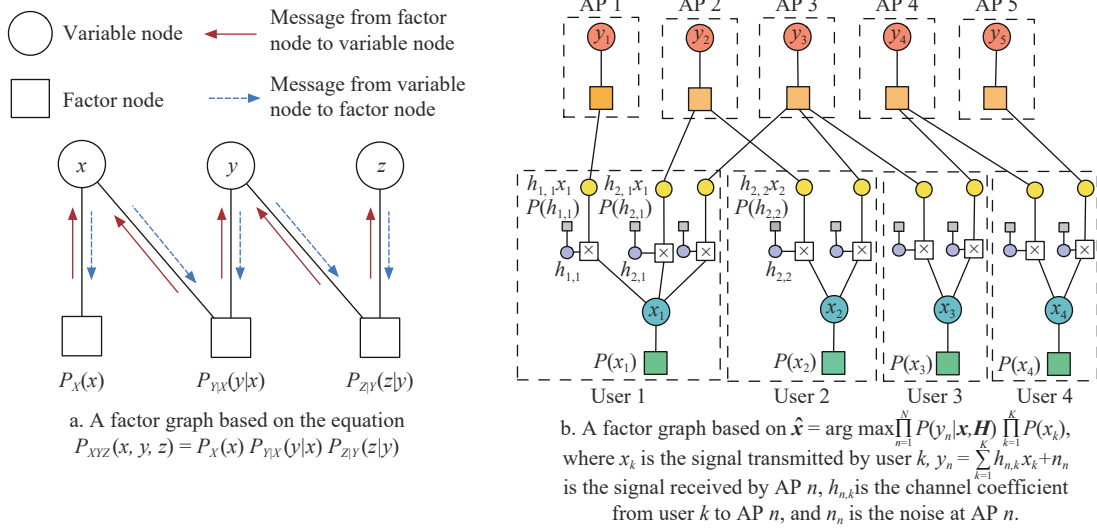 Variable node
Message from factor
node to variable node
Factor node
Message from variable
node to factor node
x
y
z
P_X(x)
P_{Y|X}(y|x)
P_{Z|Y}(z|y)
a. A factor graph based on the equation
P_{XYZ}(x, y, z) = P_X(x) P_{Y|X}(y|x) P_{Z|Y}(z|y)
AP 1 AP 2 AP 3 AP 4 AP 5
y_1 y_2 y_3 y_4 y_5
h_{1,1}x_1 h_{2,1}x_1 h_{2,2}x_2
P(h_{1,1}) P(h_{2,1}) P(h_{2,2})
× × × × × × × × ×
h_{1,1} h_{2,1} h_{2,2}
x_1 x_2 x_3 x_4
P(x_1) P(x_2) P(x_3) P(x_4)
User 1 User 2 User 3 User 4
b. A factor graph based on x̂ = arg max∏_{n=1}^{N} P(y_n|x,H) ∏_{k=1}^{K} P(x_k),
where x_k is the signal transmitted by user k, y_n = ∑_{k=1}^{K} h_{n,k}x_k+n_n
is the signal received by AP n, h_{n,k} is the channel coefficient
from user k to AP n, and n_n is the noise at AP n.